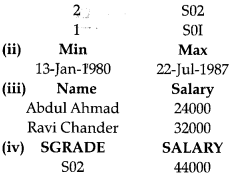 2 S02
1 S0I
(ii) Min Max
13-Jan-1980 22-Jul-1987
(iii) Name Salary
Abdul Ahmad 24000
Ravi Chander 32000
(iv) SGRADE SALARY
S02 44000